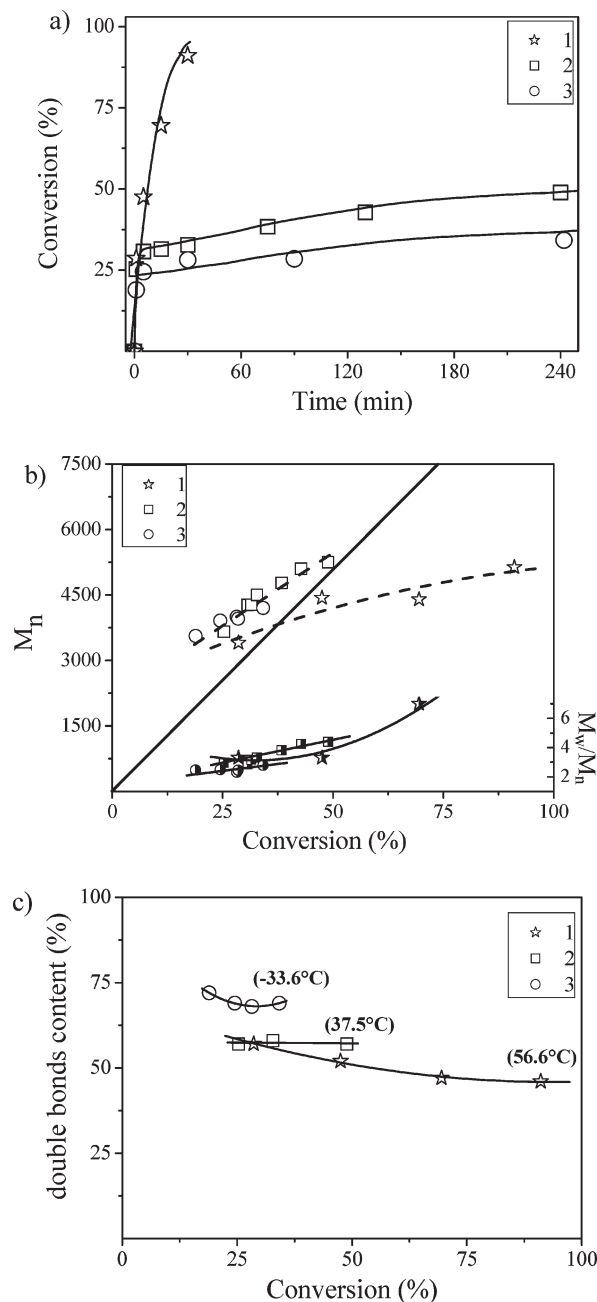 a)
100
75
50
25
Conversion (%)
0 60 120 180 240
Time (min)
1
2
3
b)
7500
6000
4500
3000
1500
Mn
6
4
2
Mw/Mn
0 25 50 75 100
Conversion (%)
1
2
3
c)
100
75
50
25
double bonds content (%)
(-33.6°C)
(37.5°C)
(56.6°C)
1
2
3
0 25 50 75 100
Conversion (%)